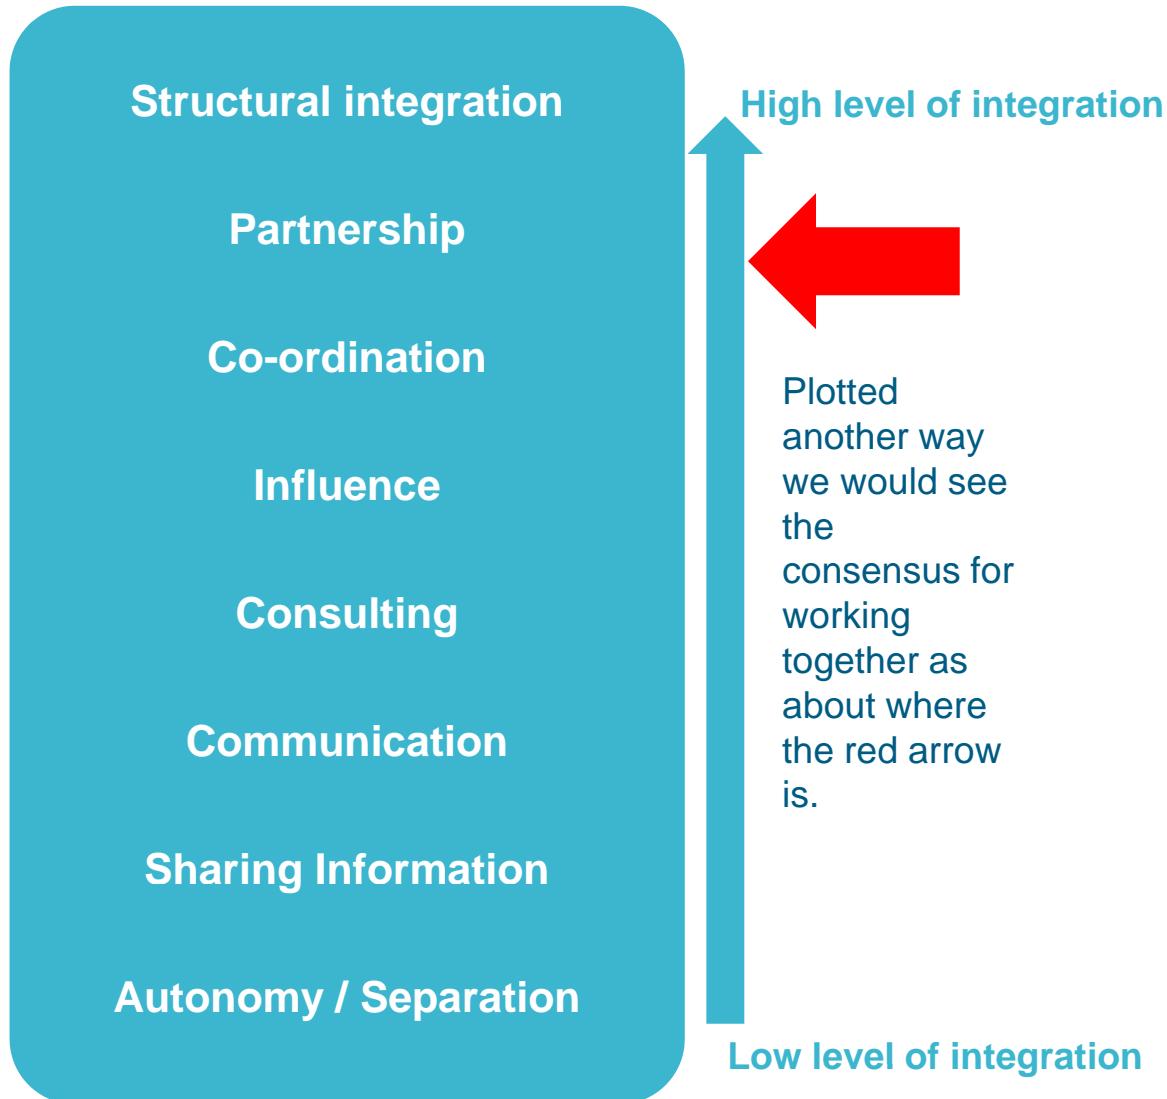 Structural integration
High level of integration
Partnership
Co-ordination
Influence
Consulting
Communication
Sharing Information
Autonomy / Separation
Plotted
another way
we would see
the
consensus for
working
together as
about where
the red arrow
is.
Low level of integration